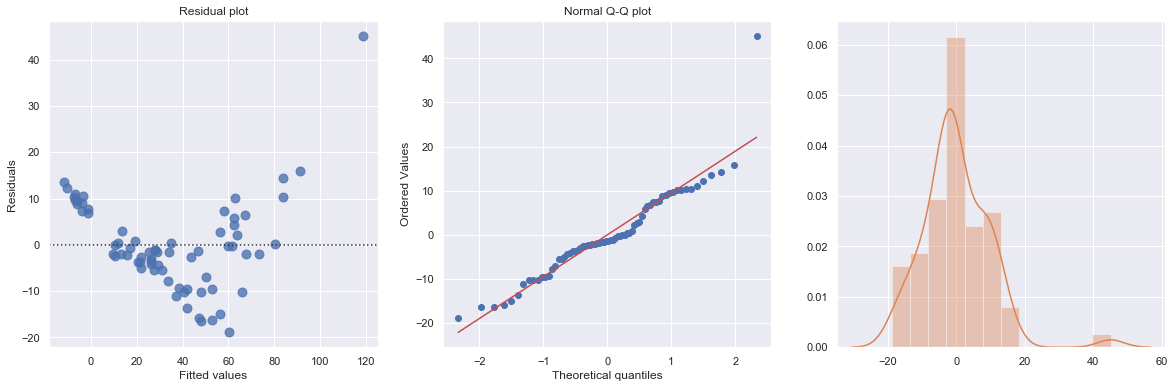 Residual plot
Residuals
40
30
20
10
0
−10
−20
0 20 40 60 80 100 120
Fitted values
Normal Q-Q plot
Ordered Values
40
30
20
10
0
−10
−20
−2 −1 0 1 2
Theoretical quantiles
0.06
0.05
0.04
0.03
0.02
0.01
0.00
−20 0 20 40 60